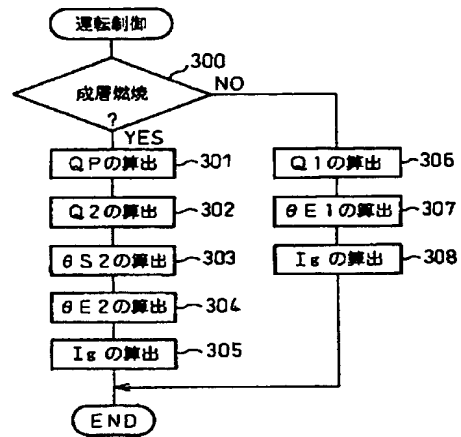 運転制御
300
成層燃焼
?
NO
YES
QPの算出
301
Q2の算出
302
θS2の算出
303
θE2の算出
304
Igの算出
305
Q1の算出
306
θE1の算出
307
Igの算出
308
END